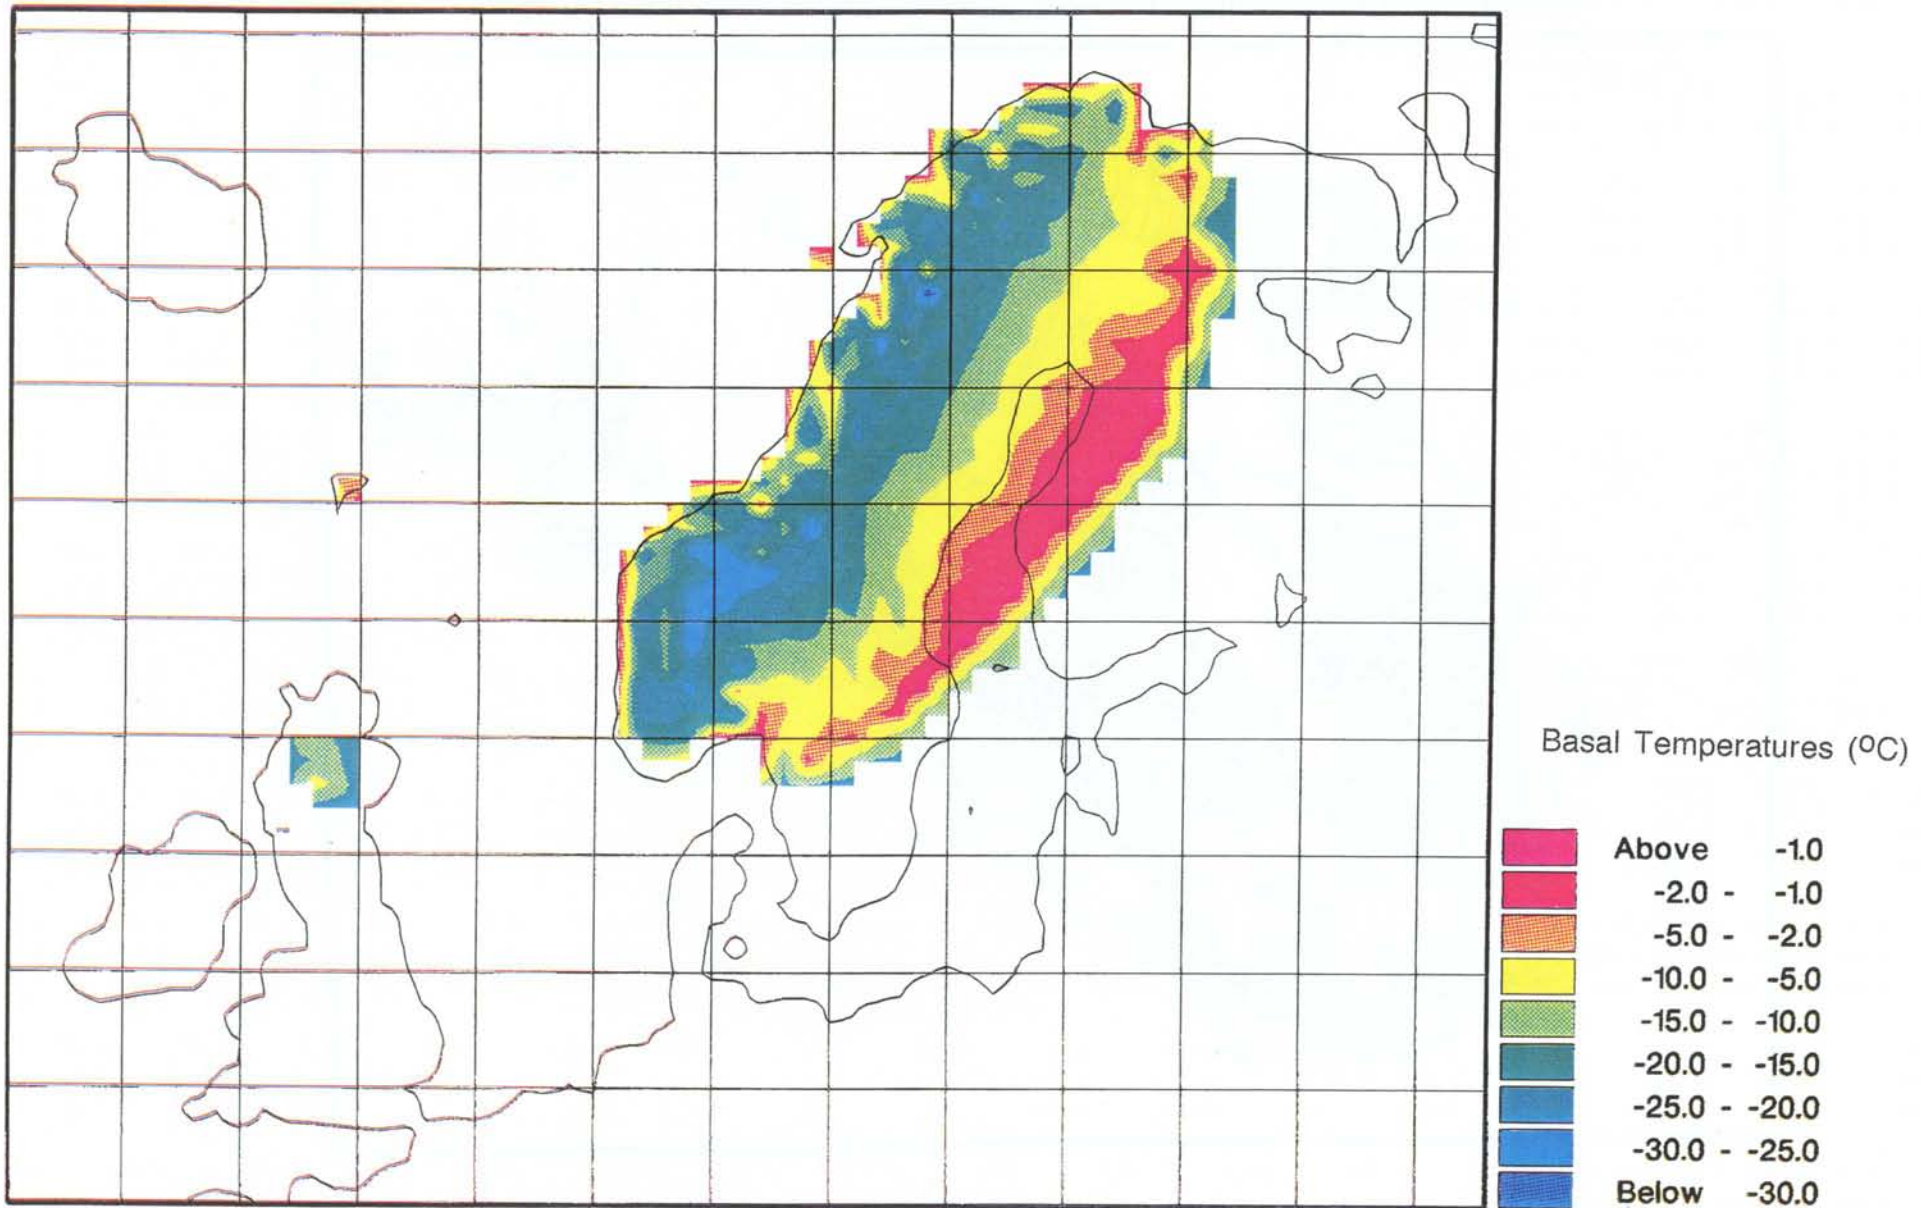 Basal Temperatures (ºC)
Above -1.0
-2.0 - -1.0
-5.0 - -2.0
-10.0 - -5.0
-15.0 - -10.0
-20.0 - -15.0
-25.0 - -20.0
-30.0 - -25.0
Below -30.0